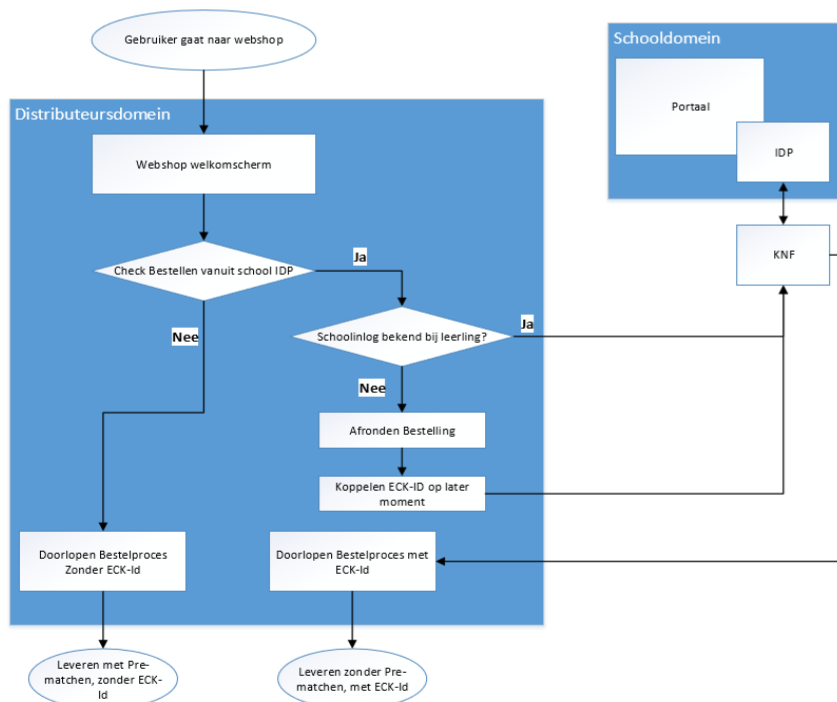 Gebruiker gaat naar webshop
Schooldomein
Portaal
IDP
KNF
Distributeursdomein
Webshop welkomscherm
Check Bestellen vanuit school IDP
Ja
Nee
Schoolinlog bekend bij leerling?
Ja
Nee
Afronden Bestelling
Koppelen ECK-ID op later
moment
Doorlopen Bestelproces
Zonder ECK-Id
Doorlopen Bestelproces met
ECK-Id
Leveren met Pre-
matchen, zonder ECK-
Id
Leveren zonder Pre-
matchen, met ECK-Id